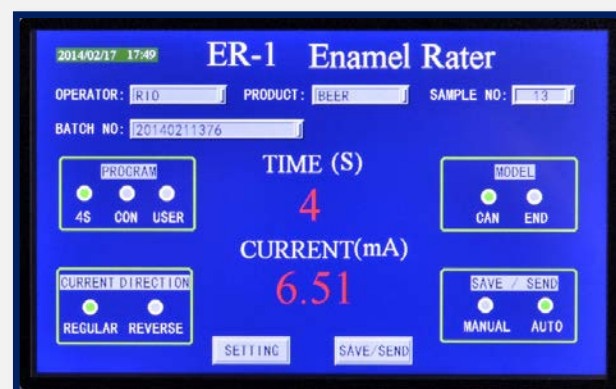 2014/02/17 17:49 ER-1 Enamel Rater
OPERATOR: RIO PRODUCT: BEER SAMPLE NO: 13
BATCH NO: 20140211376
PROGRAM
4S CON USER
TIME (S)
4
MODEL
CAN END
CURRENT DIRECTION
REGULAR REVERSE
CURRENT(mA)
6.51
SAVE / SEND
MANUAL AUTO
SETTING SAVE/SEND